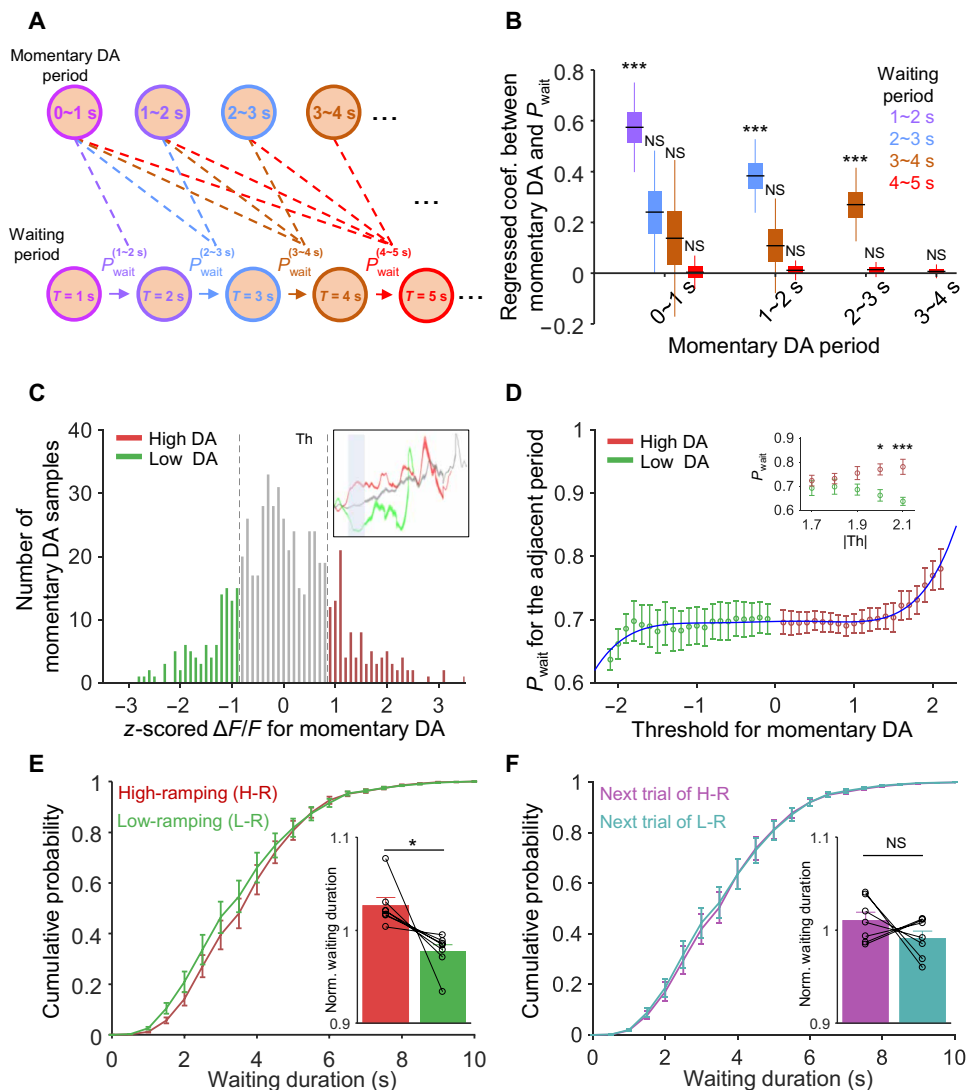 A
Momentary DA
period
0~1 s
1~2 s
2~3 s
3~4 s
...
...
Waiting
period
P wait (1~2 s)
P wait (2~3 s)
P wait (3~4 s)
P wait (4~5 s)
T = 1 s
T = 2 s
T = 3 s
T = 4 s
T = 5 s
...
B
Regressed coef. between
momentary DA and Pwait
0.8
0.6
0.4
0.2
0
−0.2
***
NS
NS
NS
***
NS
NS
***
NS
NS
Waiting
period
1~2 s
2~3 s
3~4 s
4~5 s
0~1 s
1~2 s
2~3 s
3~4 s
Momentary DA period
C
Number of
momentary DA samples
40
30
20
10
0
High DA
Low DA
Th
−3
−2
−1
0
1
2
3
z-scored ΔF/F for momentary DA
D
Pwait for the adjacent period
1
0.9
0.8
0.7
0.6
High DA
Low DA
Pwait
0.9
0.8
0.7
0.6
*
***
1.7
1.9
2.1
|Th|
−2
−1
0
1
2
Threshold for momentary DA
E
Cumulative probability
1
0.8
0.6
0.4
0.2
0
High-ramping (H-R)
Low-ramping (L-R)
Norm. waiting duration
1.1
1
0.9
*
0
2
4
6
8
10
Waiting duration (s)
F
Cumulative probability
1
0.8
0.6
0.4
0.2
0
Next trial of H-R
Next trial of L-R
Norm. waiting duration
1.1
1
0.9
NS
0
2
4
6
8
10
Waiting duration (s)